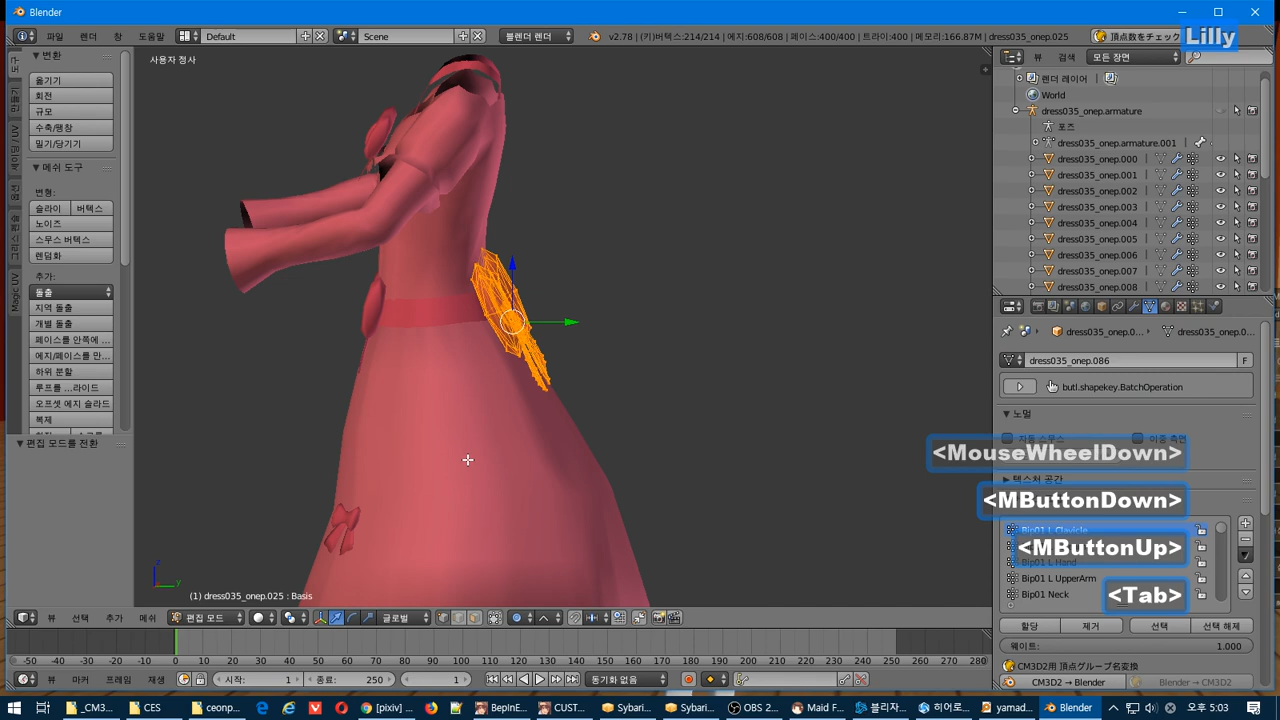 Blender
파일
렌더
창
도움말
Default
Scene
블렌더 렌더
v2.78 | (키)버텍스:214/214 | 에지:608/608 | 페이스:400/400 | 트라이:400 | 메모리:166.87M | dress035_onep.025
頂点数をチェック
Lilly
변환
옮기기
회전
규모
수축/팽창
밀기/당기기
메쉬 도구
변형:
슬라이
버텍스
노이즈
스무스 버텍스
렌덤화
추가:
돌출
지역 돌출
개별 돌출
페이스를 안쪽에 ...
에지/페이스를 만...
하위 분할
루프를 ...라이드
오프셋 에지 슬라드
복제
편집 모드를 전환
Magic UV
사용자 정사
(1) dress035_onep.025 : Basis
뷰
검색
모든 장면
렌더 레이어
World
dress035_onep.armature
포즈
dress035_onep.armature.001
dress035_onep.000
dress035_onep.001
dress035_onep.002
dress035_onep.003
dress035_onep.004
dress035_onep.005
dress035_onep.006
dress035_onep.007
dress035_onep.008
dress035_onep.0...
dress035_onep.0...
dress035_onep.086
F
butl.shapekey.BatchOperation
노멀
자동 스무스
이중 측면
<MouseWheelDown>
텍스처 공간
<MButtonDown>
Bip01 L Clavicle
<MButtonUp>
Bip01 L Hand
Bip01 L UpperArm
<Tab>
Bip01 Neck
할당
제거
선택
선택 해제
웨이트:
1.000
CM3D2用 頂点グループ名変換
CM3D2 → Blender
Blender → CM3D2
뷰
선택
추가
메쉬
편집 모드
글로벌
-50 -40 -30 -20 -10 0 10 20 30 40 50 60 70 80 90 100 110 120 130 140 150 160 170 180 190 200 210 220 230 240 250 260 270 280
뷰
마커
프레임
재생
시작:
1
종료:
250
1
동기화 없음
_CM3...
CES
ceonp...
[pixiv] ...
BepInE...
CUST...
Sybari...
Sybari...
OBS 2...
Maid F...
블리자...
히어로...
yamad...
Blender
오후 5:03